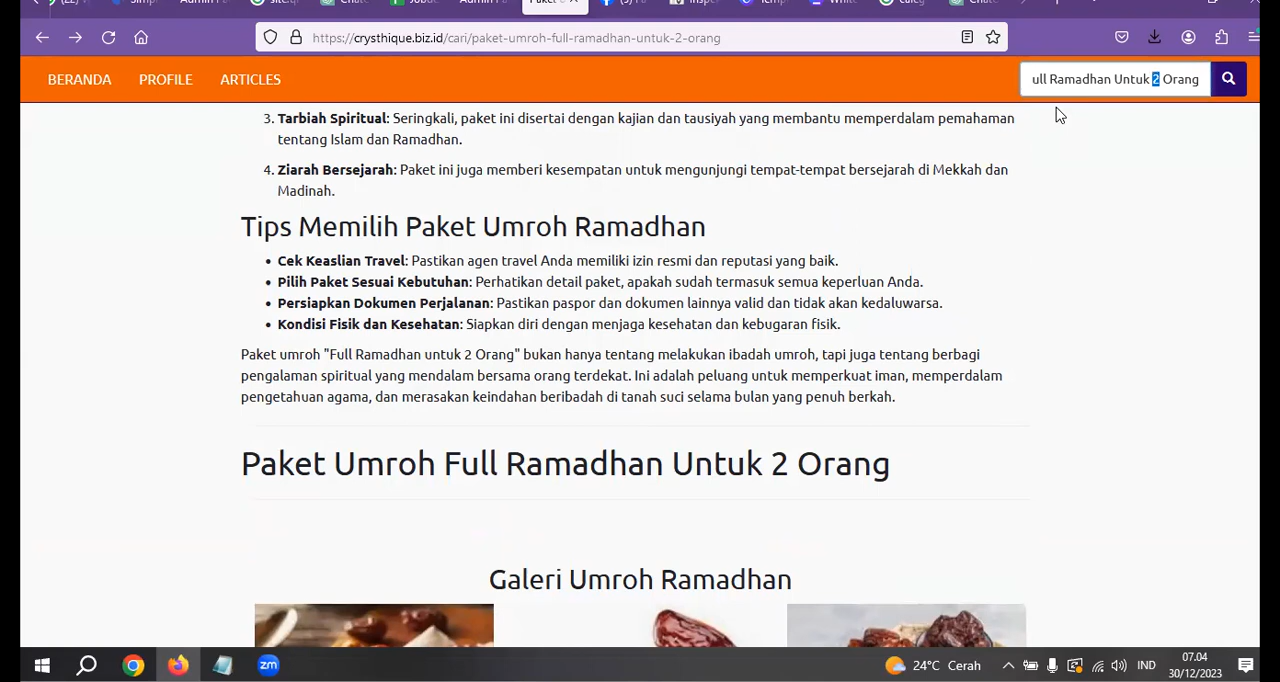 https://crysthique.biz.id/cari/paket-umroh-full-ramadhan-untuk-2-orang
BERANDA PROFILE ARTICLES ull Ramadhan Untuk 2 Orang
3. Tarbiah Spiritual: Seringkali, paket ini disertai dengan kajian dan tausiyah yang membantu memperdalam pemahaman
tentang Islam dan Ramadhan.
4. Ziarah Bersejarah: Paket ini juga memberi kesempatan untuk mengunjungi tempat-tempat bersejarah di Mekkah dan
Madinah.
Tips Memilih Paket Umroh Ramadhan
• Cek Keaslian Travel: Pastikan agen travel Anda memiliki izin resmi dan reputasi yang baik.
• Pilih Paket Sesuai Kebutuhan: Perhatikan detail paket, apakah sudah termasuk semua keperluan Anda.
• Persiapkan Dokumen Perjalanan: Pastikan paspor dan dokumen lainnya valid dan tidak akan kedaluwarsa.
• Kondisi Fisik dan Kesehatan: Siapkan diri dengan menjaga kesehatan dan kebugaran fisik.
Paket umroh "Full Ramadhan untuk 2 Orang" bukan hanya tentang melakukan ibadah umroh, tapi juga tentang berbagi
pengalaman spiritual yang mendalam bersama orang terdekat. Ini adalah peluang untuk memperkuat iman, memperdalam
pengetahuan agama, dan merasakan keindahan beribadah di tanah suci selama bulan yang penuh berkah.
Paket Umroh Full Ramadhan Untuk 2 Orang
Galeri Umroh Ramadhan
zm 24°C Cerah IND 07.04
30/12/2023